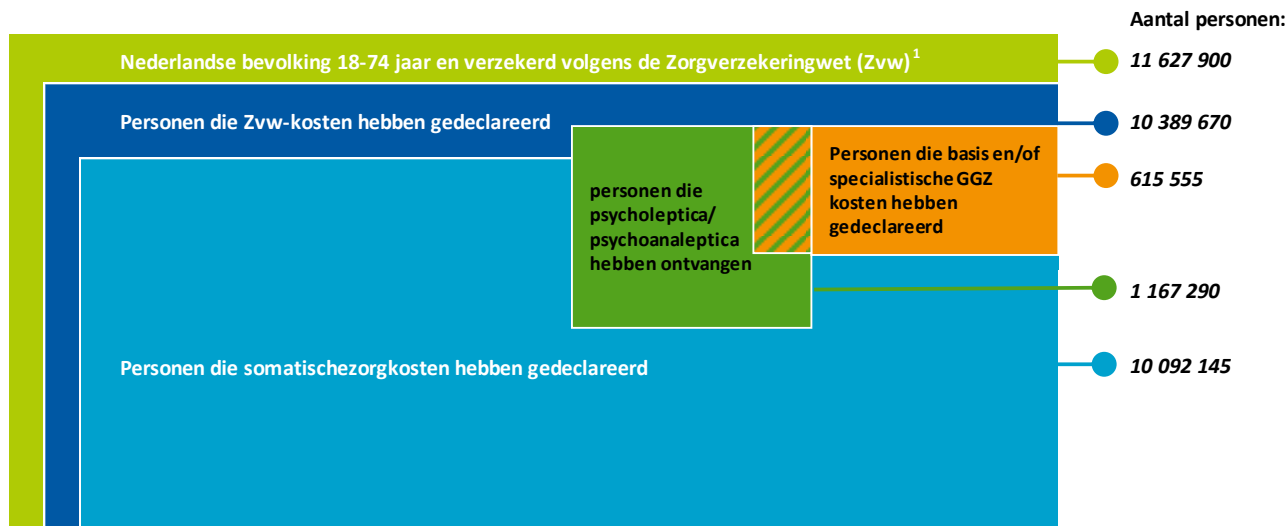 Aantal personen:
Nederlandse bevolking 18-74 jaar en verzekerd volgens de Zorgverzekeringwet (Zvw) 1
11 627 900
Personen die Zvw-kosten hebben gedeclareerd
10 389 670
Personen die basis en/of
specialistische GGZ
kosten hebben
gedeclareerd
615 555
personen die
psycholeptica/
psychoanaleptica
hebben ontvangen
1 167 290
Personen die somatischezorgkosten hebben gedeclareerd
10 092 145